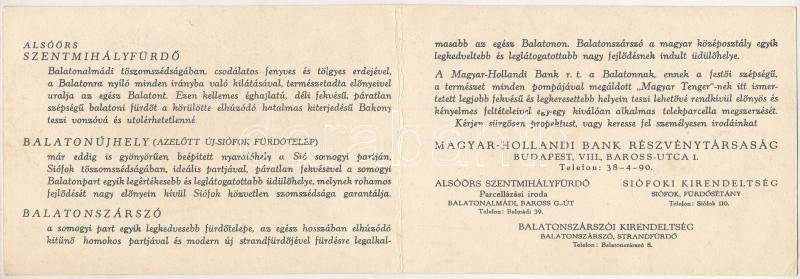 ALSÓÖRS
SZENTMIHÁLYFÜRDŐ
Balatonalmádi tőszomszédságában, csodálatos fenyves és tölgyes erdejével,
a Balatonra nyiló minden irányba való kilátásával, természetadta előnyeivel
uralja az egész Balatont. Ezen kellemes éghajlatú, déli fekvésű, páratlan
szépségű balatoni fürdőt a körülötte elhúzódó hatalmas kiterjedésű Bakony
teszi vonzóvá és utolérhetetlenné.
BALATONÚJHELY (AZELŐTT ÚJ-SIÓFOK FÜRDŐTELEP)
már eddig is gyönyörűen beépitett nyaralóhely a Sió somogyi partján,
Siófok tőszomszédságában, ideális partjával, páratlan fekvésével a somogyi
Balatonpart egyik legértékesebb és leglátogatottabb üdülőhelye, melynek rohamos
fejlődését nagy előnyein kivül Siófok közvetlen szomszédsága garantálja.
BALATONSZÁRSZÓ
a somogyi part egyik legkedvesebb fürdőtelepe, az egész hosszában elhúzódó
kitűnő homokos partjával és modern új strandfürdőjével fürdésre legalkal-
masabb az egész Balatonon. Balatonszárszó a magyar középosztály egyik
legkedveltebb és leglátogatottabb nagy fejlődésnek indult üdülőhelye.
A Magyar-Hollandi Bank r. t. a Balatonnak, ennek a festői szépségű,
a természet minden pompájával megáldott „Magyar Tenger"-nek itt ismer-
tetett legjobb fekvésű és legkeresettebb helyein teszi lehetővé rendkivül előnyös és
kényelmes feltételeivel egy-egy kiválóan alkalmas telekparcella megszerzését.
Kérjen sürgősen prospektust, vagy keresse fel személyesen irodáinkat
MAGYAR-HOLLANDI BANK RÉSZVÉNYTÁRSASÁG
BUDAPEST, VIII, BAROSS-UTCA 1.
Telefon: 38-4-90.
ALSÓÖRS SZENTMIHÁLYFÜRDŐ
Parcellázási iroda
BALATONALMÁDI, BAROSS G.-ÚT
Telefon: Balmádi 39.
SIÓFOKI KIRENDELTSÉG
SIÓFOK, FÜRDŐSÉTÁNY
Telefon: Siófok 110.
BALATONSZÁRSZÓI KIRENDELTSÉG
BALATONSZÁRSZÓ, STRANDFÜRDŐ
Telefon: Balatonszárszó 8.